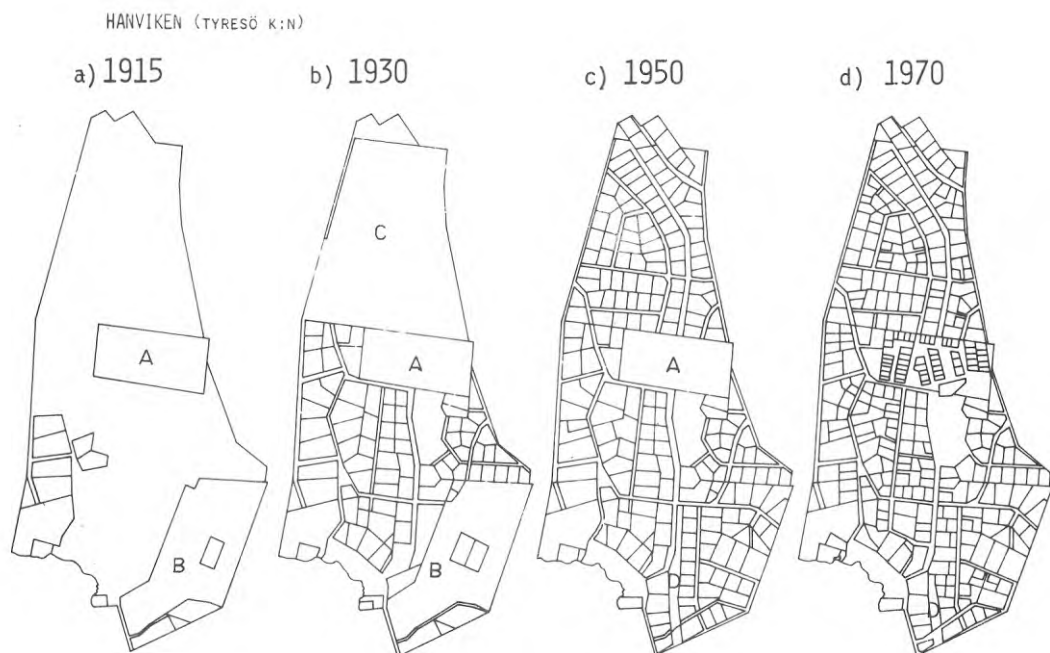 HANVIKEN (TYRESÖ K:N)
a) 1915
b) 1930
c) 1950
d) 1970
A
B
C
A
B
A